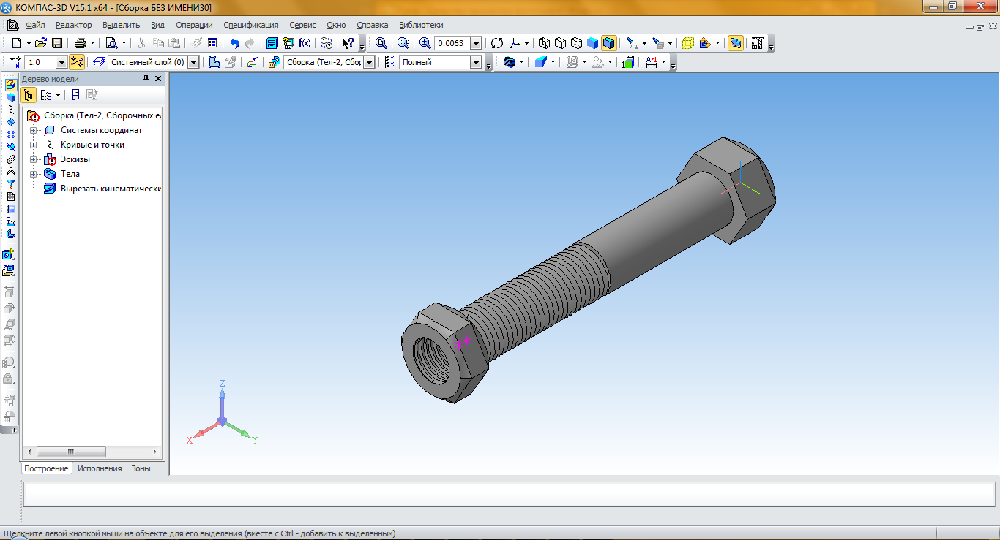 КОМПАС-3D V15.1 x64 - [Сборка БЕЗ ИМЕНИ30]
Файл Редактор Выделить Вид Операции Спецификация Сервис Окно Справка Библиотеки
0.0063
1.0 Системный слой (0) Сборка (Тел-2, Сбор Полный
Дерево модели
Сборка (Тел-2, Сборочных е
Системы координат
Кривые и точки
Эскизы
Тела
Вырезать кинематически
Z
X
Y
Построение Исполнения Зоны
Щелкните левой кнопкой мыши на объекте для его выделения (вместе с Ctrl - добавить к выделенным)